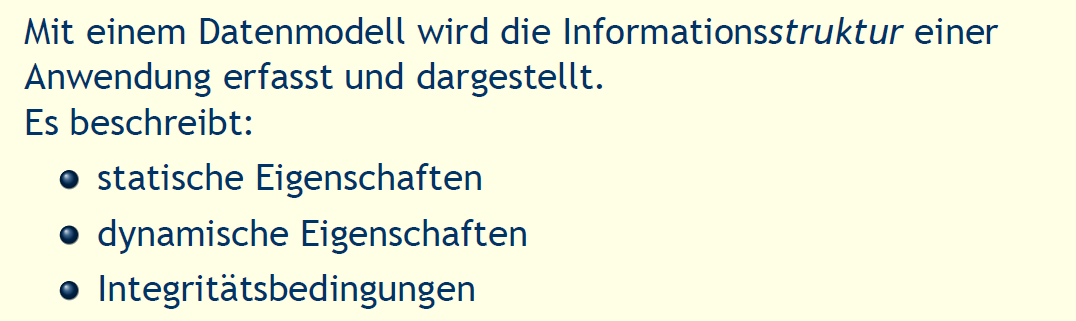 Mit einem Datenmodell wird die Informationsstruktur einer
Anwendung erfasst und dargestellt.
Es beschreibt:
statische Eigenschaften
dynamische Eigenschaften
Integritätsbedingungen